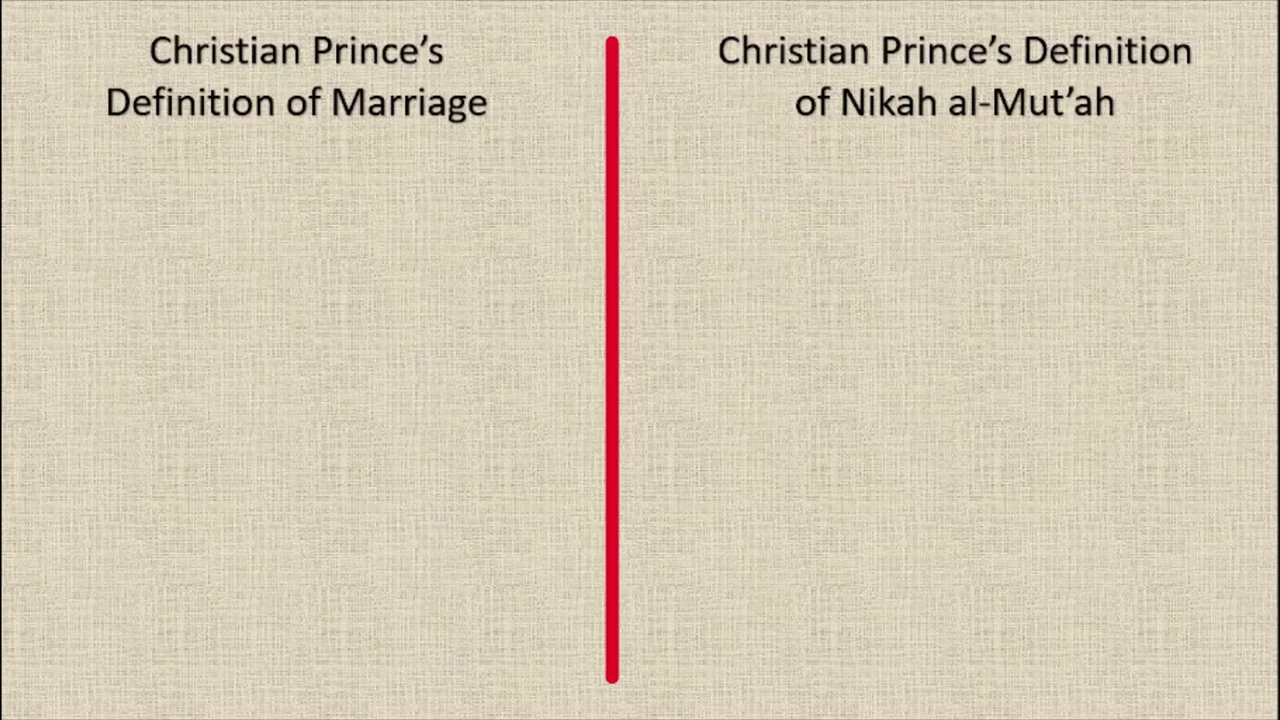 Christian Prince’s
Definition of Marriage
Christian Prince’s Definition
of Nikah al-Mut’ah